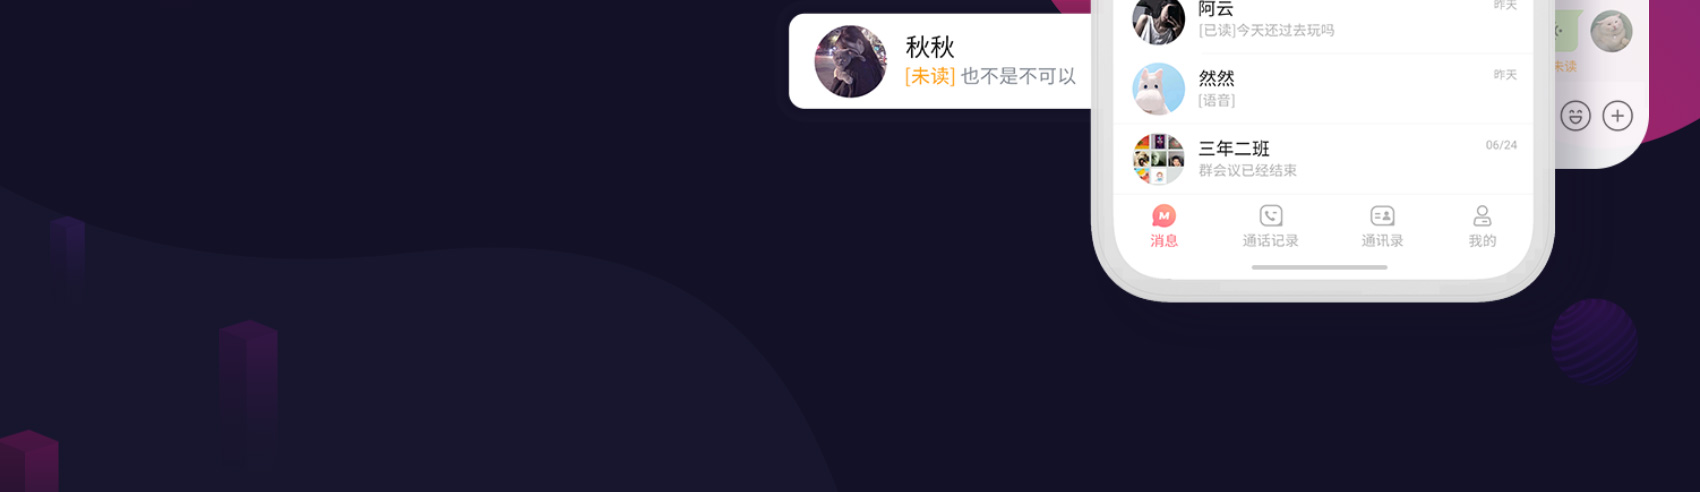 阿云
昨天
[已读]今天还过去玩吗
秋秋
[未读] 也不是不可以
然然
昨天
[语音]
未读
三年二班
06/24
群会议已经结束
消息
通话记录
通讯录
我的